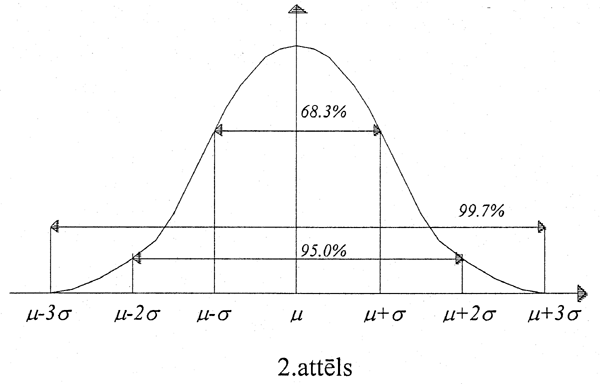 68.3%
99.7%
95.0%
μ-3σ μ-2σ μ-σ μ μ+σ μ+2σ μ+3σ
2.attēls